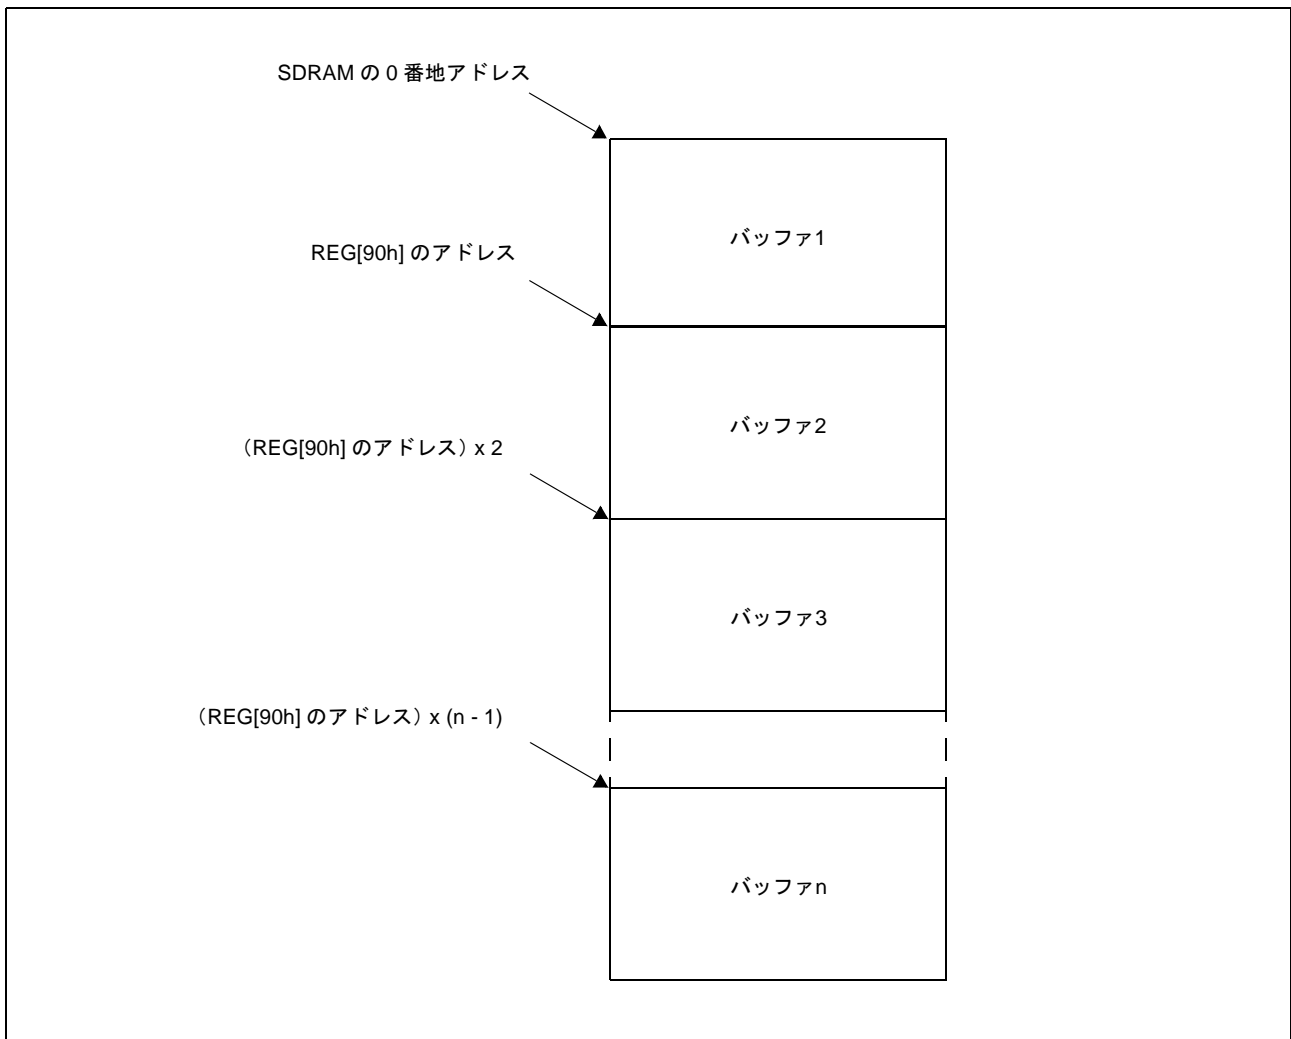 SDRAM の 0 番地アドレス
バッファ1
REG[90h] のアドレス
バッファ2
（REG[90h] のアドレス）x 2
バッファ3
（REG[90h] のアドレス）x (n - 1)
バッファn